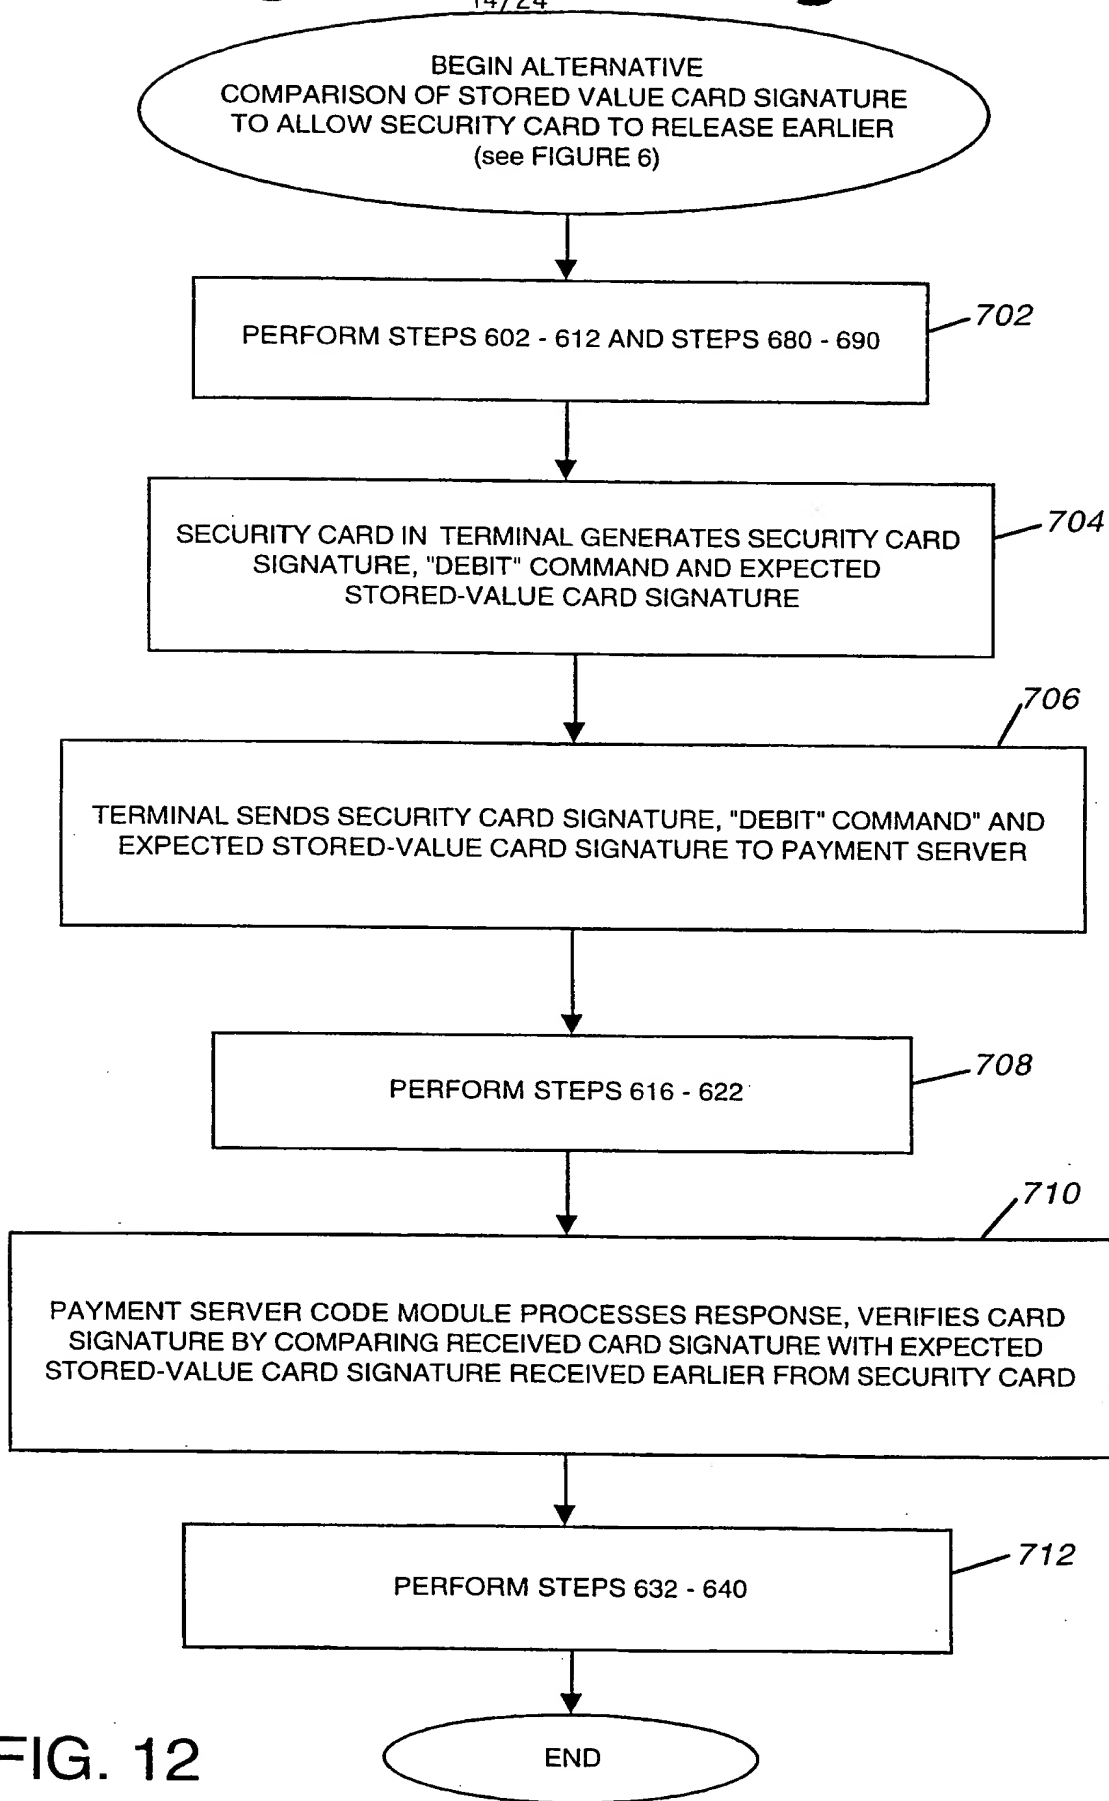 14/24
BEGIN ALTERNATIVE
COMPARISON OF STORED VALUE CARD SIGNATURE
TO ALLOW SECURITY CARD TO RELEASE EARLIER
(see FIGURE 6)
PERFORM STEPS 602 - 612 AND STEPS 680 - 690
702
SECURITY CARD IN TERMINAL GENERATES SECURITY CARD
SIGNATURE, "DEBIT" COMMAND AND EXPECTED
STORED-VALUE CARD SIGNATURE
704
706
TERMINAL SENDS SECURITY CARD SIGNATURE, "DEBIT" COMMAND" AND
EXPECTED STORED-VALUE CARD SIGNATURE TO PAYMENT SERVER
PERFORM STEPS 616 - 622
708
710
PAYMENT SERVER CODE MODULE PROCESSES RESPONSE, VERIFIES CARD
SIGNATURE BY COMPARING RECEIVED CARD SIGNATURE WITH EXPECTED
STORED-VALUE CARD SIGNATURE RECEIVED EARLIER FROM SECURITY CARD
PERFORM STEPS 632 - 640
712
END
FIG. 12